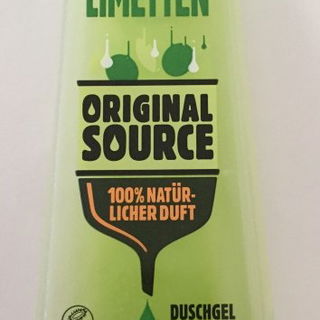 LIMETTEN
ORIGINAL
SOURCE
100% NATÜR-
LICHER DUFT
DUSCHGEL